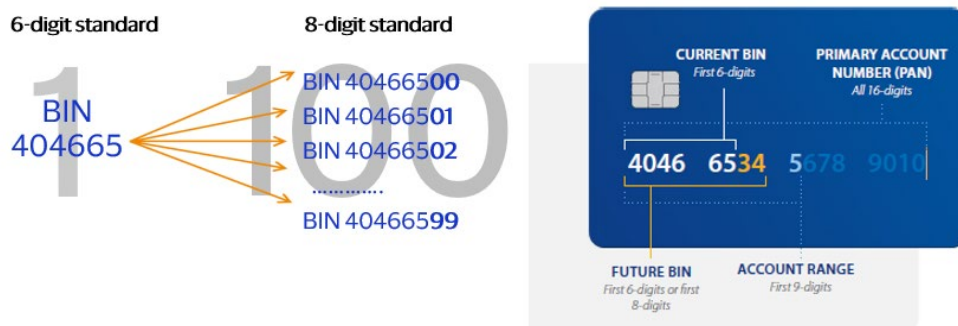 6-digit standard
8-digit standard
1
100
BIN
404665
BIN 40466500
BIN 40466501
BIN 40466502
..............
BIN 40466599
CURRENT BIN
First 6-digits
PRIMARY ACCOUNT
NUMBER (PAN)
All 16-digits
4046 6534 5678 9010
FUTURE BIN
First 6-digits or first
8-digits
ACCOUNT RANGE
First 9-digits